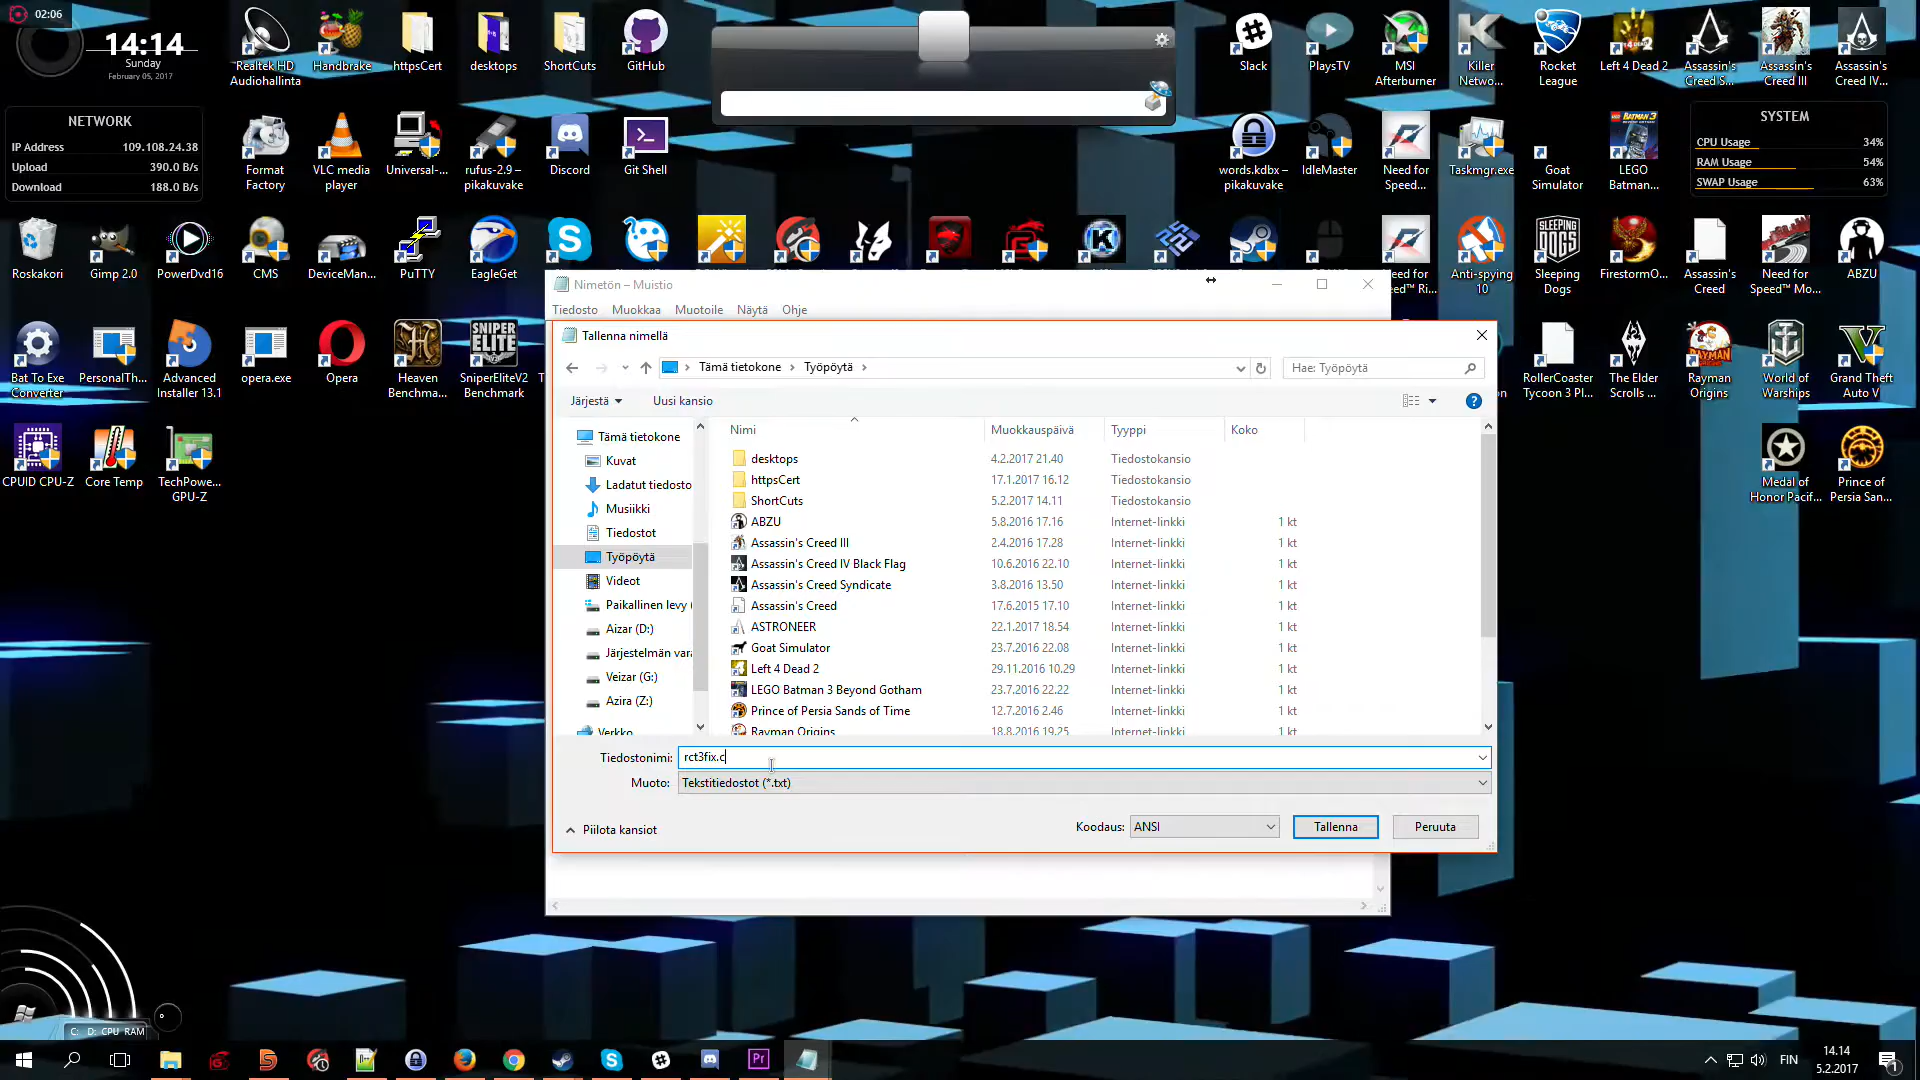 02:06
14:14
Sunday
February 05, 2017
Realtek HD Audiohallinta
Handbrake
httpsCert
desktops
ShortCuts
GitHub
Slack
PlaysTV
MSI Afterburner
Killer Netwo...
Rocket League
Left 4 Dead 2
Assassin's Creed S...
Assassin's Creed III
Assassin's Creed IV...
NETWORK
IP Address 109.108.24.38
Upload 390.0 B/s
Download 188.0 B/s
Format Factory
VLC media player
Universal-...
rufus-2.9 – pikakuvake
Discord
Git Shell
words.kdbx – pikakuvake
IdleMaster
Need for Speed...
Taskmgr.exe
Goat Simulator
LEGO Batman...
SYSTEM
CPU Usage 34%
RAM Usage 54%
SWAP Usage 63%
Roskakori
Gimp 2.0
PowerDvd16
CMS
DeviceMan...
PuTTY
EagleGet
Anti-spying 10
Sleeping Dogs
FirestormO...
Assassin's Creed
Need for Speed™ Mo...
ABZU
Bat To Exe Converter
PersonalTh...
Advanced Installer 13.1
opera.exe
Opera
Heaven Benchma...
SniperEliteV2 Benchmark
RollerCoaster Tycoon 3 Pl...
The Elder Scrolls ...
Rayman Origins
World of Warships
Grand Theft Auto V
CPUID CPU-Z
Core Temp
TechPowe... GPU-Z
Medal of Honor Pacif...
Prince of Persia San...
Nimetön – Muistio
Tiedosto Muokkaa Muotoile Näytä Ohje
Tallenna nimellä
Tämä tietokone > Työpöytä >
Hae: Työpöytä
Järjestä
Uusi kansio
Tämä tietokone
Kuvat
Ladatut tiedosto
Musiikki
Tiedostot
Työpöytä
Videot
Paikallinen levy (
Aizar (D:)
Järjestelmän vara
Veizar (G:)
Azira (Z:)
Verkko
Nimi Muokkauspäivä Tyyppi Koko
desktops 4.2.2017 21.40 Tiedostokansio
httpsCert 17.1.2017 16.12 Tiedostokansio
ShortCuts 5.2.2017 14.11 Tiedostokansio
ABZU 5.8.2016 17.16 Internet-linkki 1 kt
Assassin's Creed III 2.4.2016 17.28 Internet-linkki 1 kt
Assassin's Creed IV Black Flag 10.6.2016 22.10 Internet-linkki 1 kt
Assassin's Creed Syndicate 3.8.2016 13.50 Internet-linkki 1 kt
Assassin's Creed 17.6.2015 17.10 Internet-linkki 1 kt
ASTRONEER 22.1.2017 18.54 Internet-linkki 1 kt
Goat Simulator 23.7.2016 22.08 Internet-linkki 1 kt
Left 4 Dead 2 29.11.2016 10.29 Internet-linkki 1 kt
LEGO Batman 3 Beyond Gotham 23.7.2016 22.22 Internet-linkki 1 kt
Prince of Persia Sands of Time 12.7.2016 2.46 Internet-linkki 1 kt
Rayman Origins 18.8.2016 19.25 Internet-linkki 1 kt
Tiedostonimi: rct3fix.c
Muoto: Tekstitiedostot (*.txt)
Piilota kansiot
Koodaus: ANSI
Tallenna
Peruuta
C: D: CPU RAM
FIN
14.14
5.2.2017
1